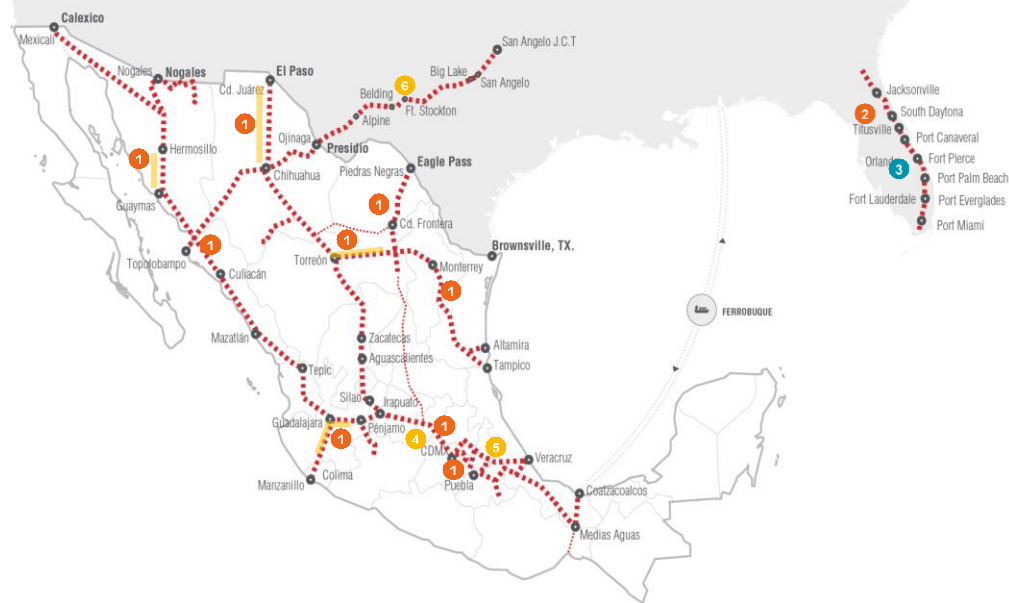 Calexico
Mexicali
Nogales
Nogales
El Paso
Cd. Juárez
San Angelo J.C.T
Big Lake
San Angelo
6
Belding
Ft. Stockton
Alpine
Ojinaga
Presidio
1
1
Hermosillo
Chihuahua
Eagle Pass
Piedras Negras
1
Guaymas
Cd. Frontera
1
1
Topolobampo
Torreón
Monterrey
Brownsville, TX.
Culiacán
1
Mazatlán
Zacatecas
Altamira
Aguascalientes
Tampico
Tepic
Silao
Irapuato
Guadalajara
Pénjamo
1
1
4
5
CDMX
1
Veracruz
Colima
Puebla
Manzanillo
Coatzacoalcos
Medias Aguas
FERROBUQUE
Jacksonville
2
South Daytona
Titusville
Port Canaveral
Orlando
3
Fort Pierce
Port Palm Beach
Fort Lauderdale
Port Everglades
Port Miami